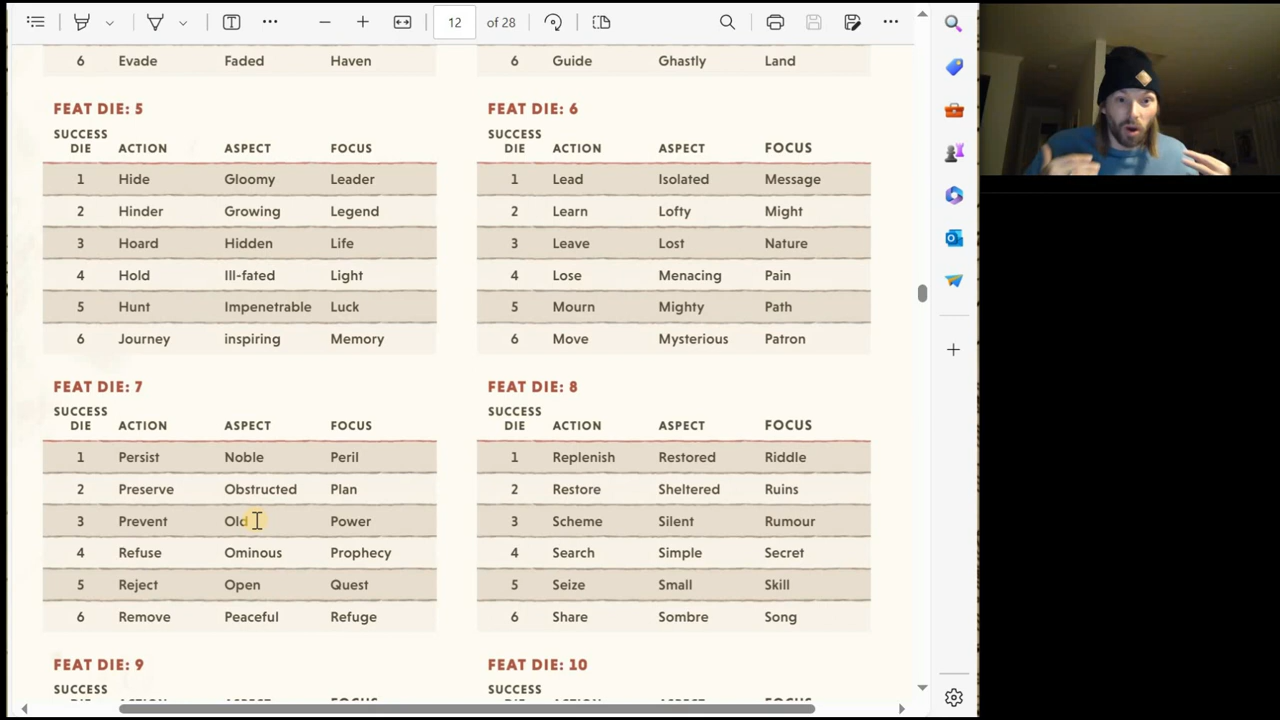 12 of 28
6 Evade Faded Haven
6 Guide Ghastly Land
FEAT DIE: 5
SUCCESS
DIE ACTION ASPECT FOCUS
1 Hide Gloomy Leader
2 Hinder Growing Legend
3 Hoard Hidden Life
4 Hold Ill-fated Light
5 Hunt Impenetrable Luck
6 Journey inspiring Memory
FEAT DIE: 6
SUCCESS
DIE ACTION ASPECT FOCUS
1 Lead Isolated Message
2 Learn Lofty Might
3 Leave Lost Nature
4 Lose Menacing Pain
5 Mourn Mighty Path
6 Move Mysterious Patron
FEAT DIE: 7
SUCCESS
DIE ACTION ASPECT FOCUS
1 Persist Noble Peril
2 Preserve Obstructed Plan
3 Prevent Old Power
4 Refuse Ominous Prophecy
5 Reject Open Quest
6 Remove Peaceful Refuge
FEAT DIE: 8
SUCCESS
DIE ACTION ASPECT FOCUS
1 Replenish Restored Riddle
2 Restore Sheltered Ruins
3 Scheme Silent Rumour
4 Search Simple Secret
5 Seize Small Skill
6 Share Sombre Song
FEAT DIE: 9
SUCCESS
FEAT DIE: 10
SUCCESS